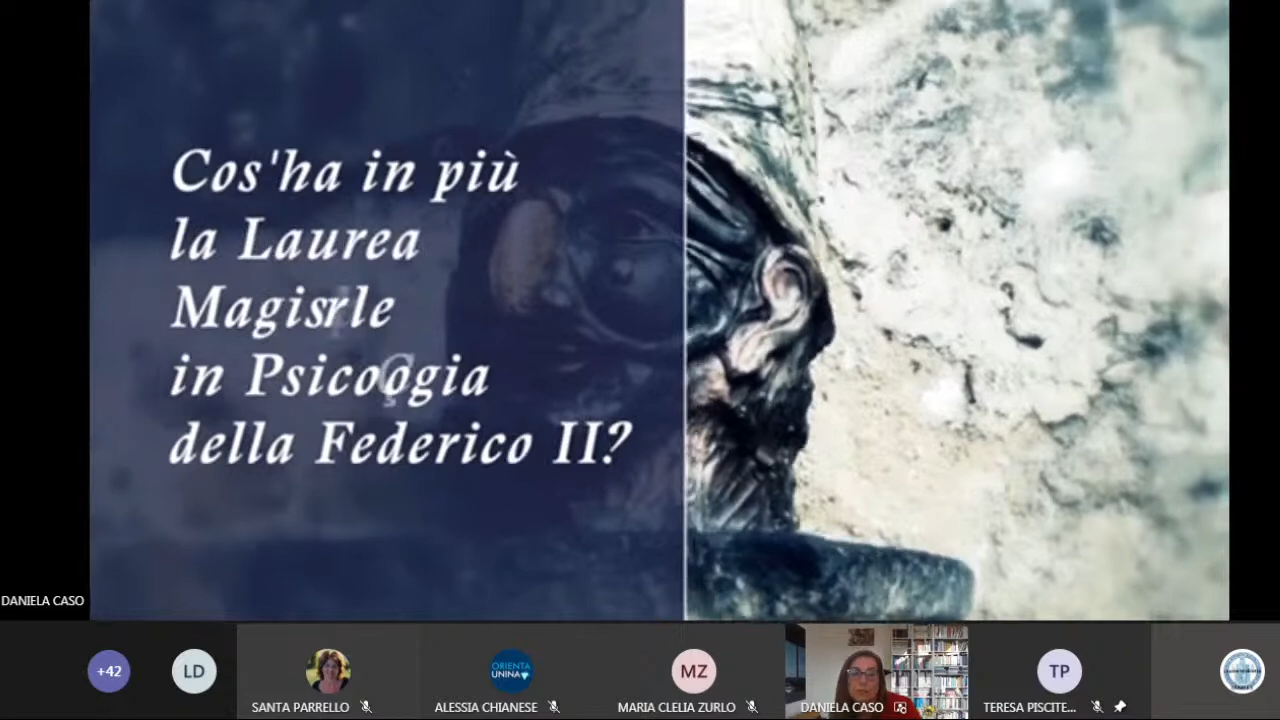 Cos'ha in più
la Laurea
Magisrle
in Psicoogia
della Federico II?
DANIELA CASO
+42
LD
SANTA PARRELLO
ORIENTA
UNINA
ALESSIA CHIANESE
MZ
MARIA CLELIA ZURLO
DANIELA CASO
TP
TERESA PISCITE...